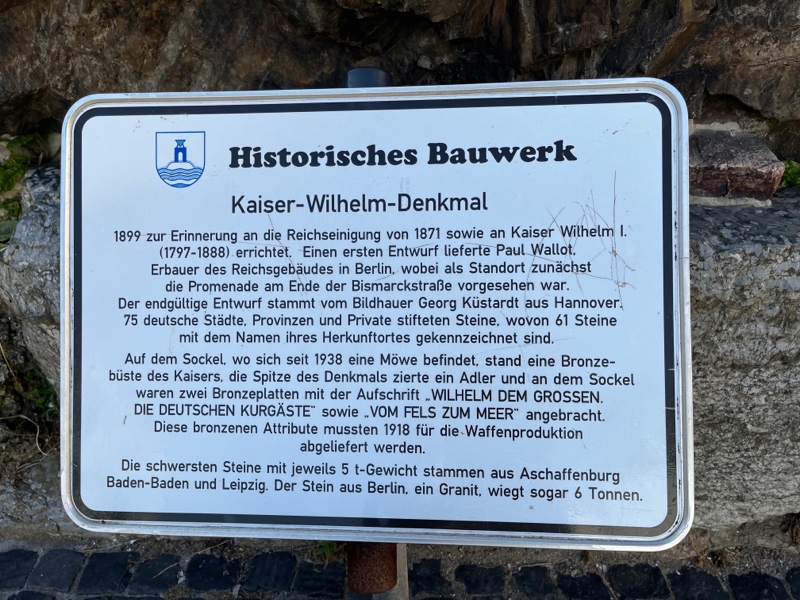 Historisches Bauwerk
Kaiser-Wilhelm-Denkmal
1899 zur Erinnerung an die Reichseinigung von 1871 sowie an Kaiser Wilhelm I.
(1797-1888) errichtet. Einen ersten Entwurf lieferte Paul Wallot,
Erbauer des Reichsgebäudes in Berlin, wobei als Standort zunächst
die Promenade am Ende der Bismarckstraße vorgesehen war.
Der endgültige Entwurf stammt vom Bildhauer Georg Küstardt aus Hannover.
75 deutsche Städte, Provinzen und Private stifteten Steine, wovon 61 Steine
mit dem Namen ihres Herkunftortes gekennzeichnet sind.
Auf dem Sockel, wo sich seit 1938 eine Möwe befindet, stand eine Bronze-
büste des Kaisers, die Spitze des Denkmals zierte ein Adler und an dem Sockel
waren zwei Bronzeplatten mit der Aufschrift „WILHELM DEM GROSSEN.
DIE DEUTSCHEN KURGÄSTE" sowie „VOM FELS ZUM MEER" angebracht.
Diese bronzenen Attribute mussten 1918 für die Waffenproduktion
abgeliefert werden.
Die schwersten Steine mit jeweils 5 t-Gewicht stammen aus Aschaffenburg
Baden-Baden und Leipzig. Der Stein aus Berlin, ein Granit, wiegt sogar 6 Tonnen.